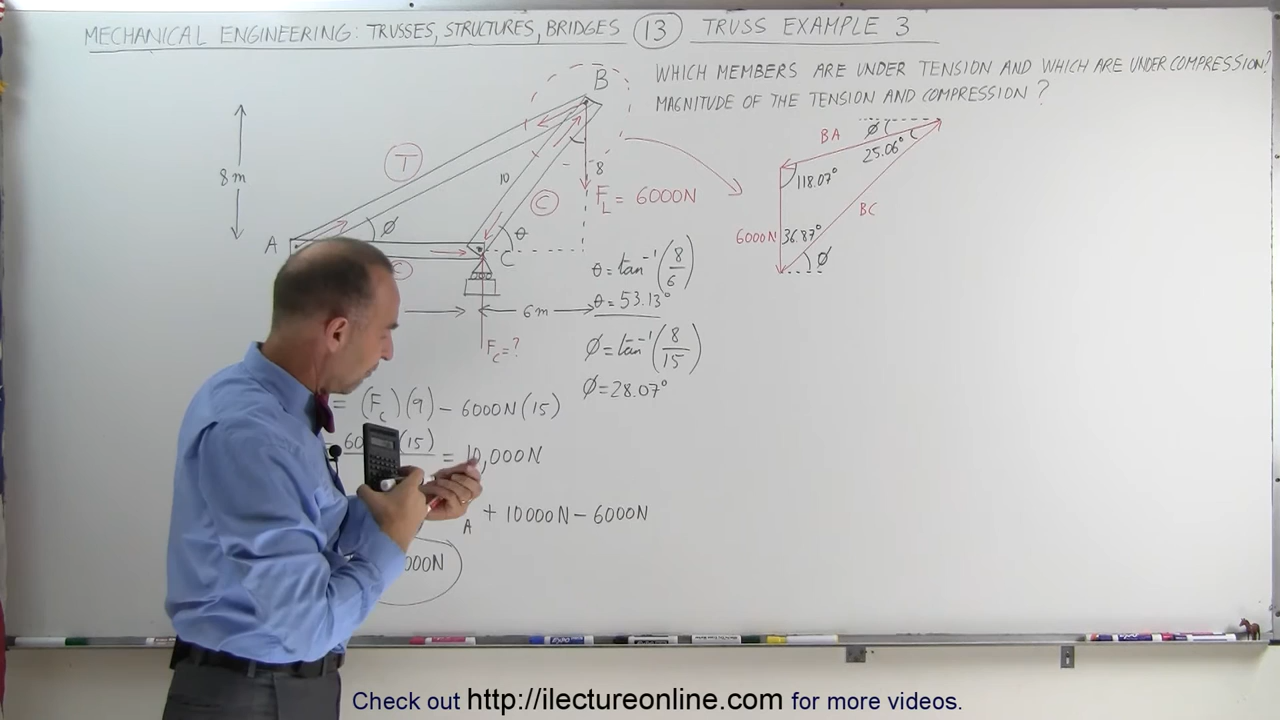 MECHANICAL ENGINEERING: TRUSSES, STRUCTURES, BRIDGES 13 TRUSS EXAMPLE 3
WHICH MEMBERS ARE UNDER TENSION AND WHICH ARE UNDER COMPRESSION?
MAGNITUDE OF THE TENSION AND COMPRESSION?
B
T
8 m
10
8
C
F_L = 6000N
A
ϕ
θ
C
C
6 m
F_C = ?
BA
ϕ
25.06°
118.07°
BC
6000N
36.87°
ϕ
θ = tan⁻¹(8/6)
θ = 53.13°
ϕ = tan⁻¹(8/15)
ϕ = 28.07°
= (F_C)(9) − 6000N(15)
(15) = 10,000N
A + 10000N − 6000N
000N
Check out http://ilectureonline.com for more videos.